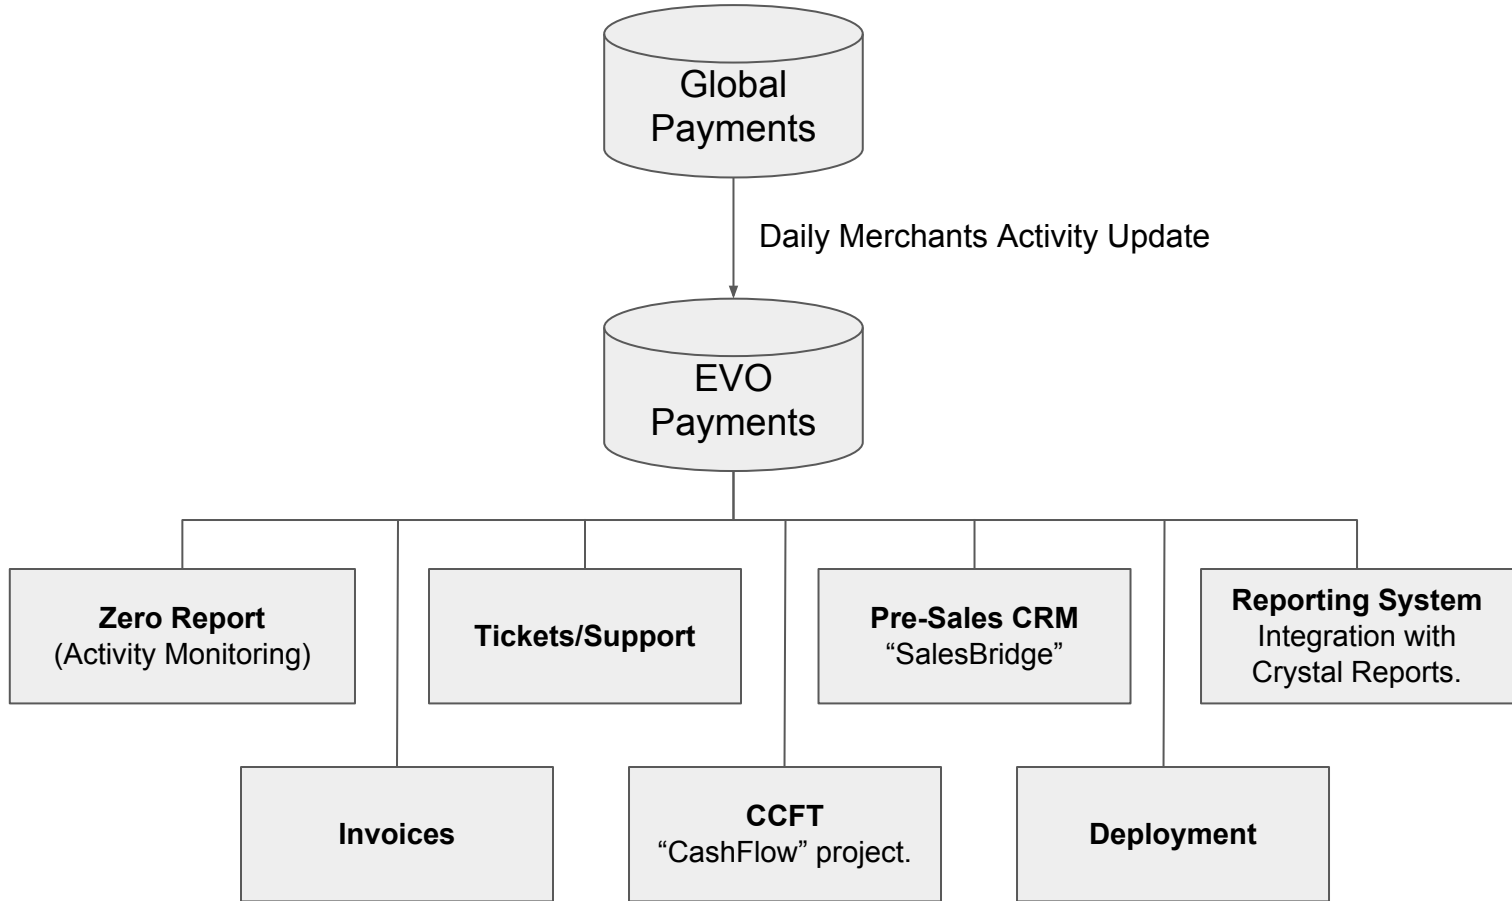 Global
Payments
Daily Merchants Activity Update
EVO
Payments
Zero Report
(Activity Monitoring)
Tickets/Support
Pre-Sales CRM
“SalesBridge”
Reporting System
Integration with
Crystal Reports.
Invoices
CCFT
“CashFlow” project.
Deployment